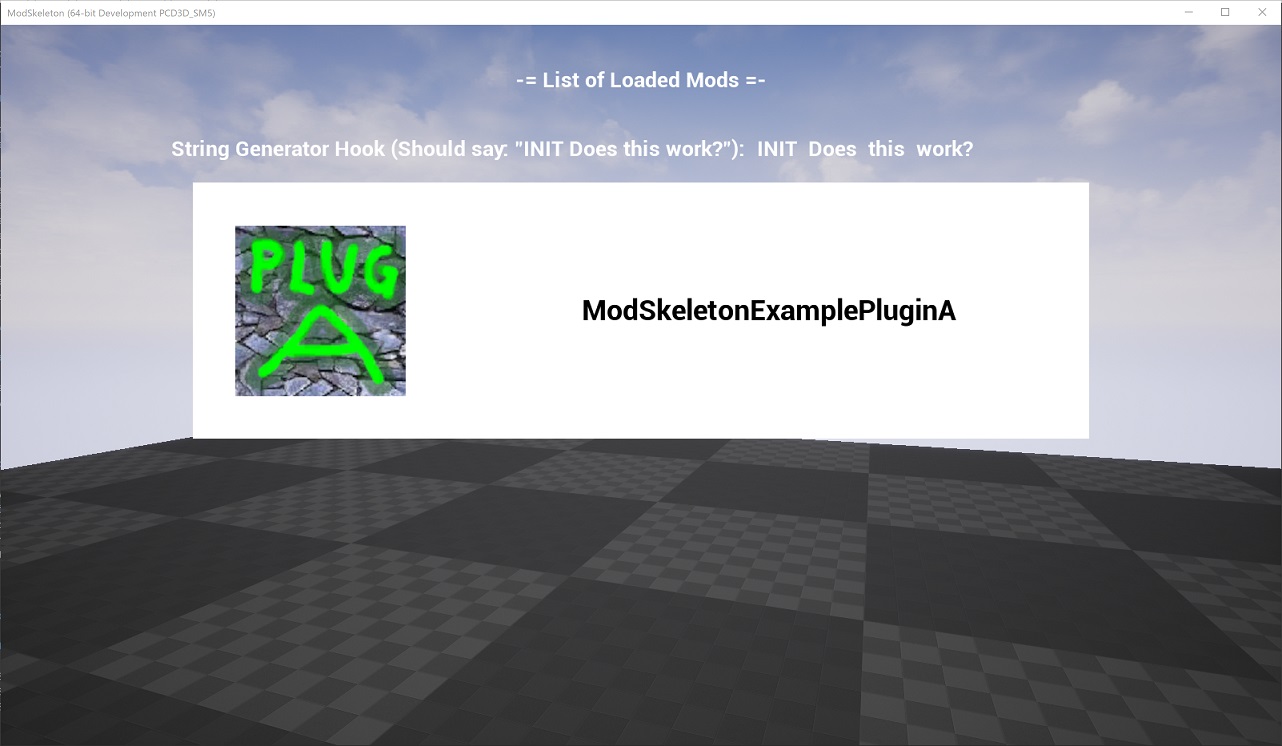 ModSkeleton (64-bit Development PCD3D_SM5)
-= List of Loaded Mods =-
String Generator Hook (Should say: "INIT Does this work?"):  INIT  Does  this  work?
PLUG
A
ModSkeletonExamplePluginA